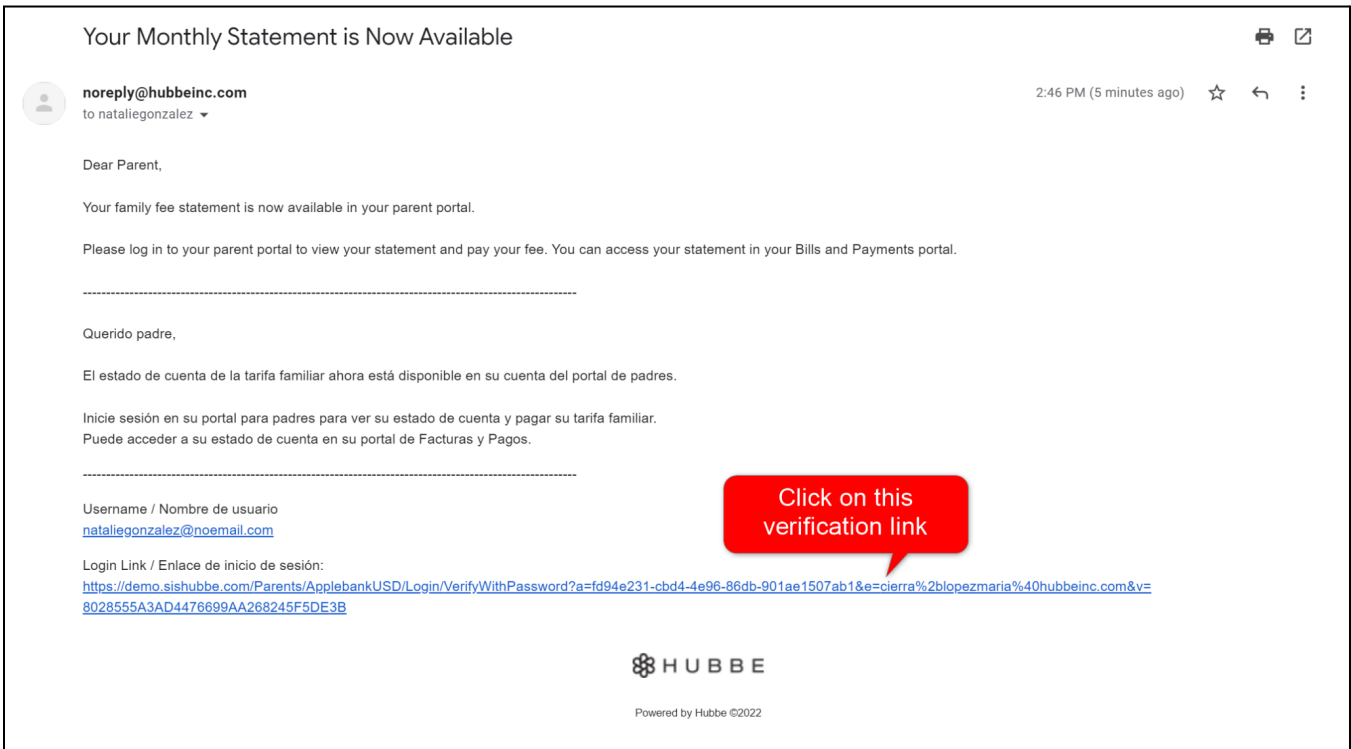 Your Monthly Statement is Now Available
noreply@hubbeinc.com
2:46 PM (5 minutes ago)
to nataliegonzalez
Dear Parent,
Your family fee statement is now available in your parent portal.
Please log in to your parent portal to view your statement and pay your fee. You can access your statement in your Bills and Payments portal.
----------------------------------------------------------------------------------------------------------
Querido padre,
El estado de cuenta de la tarifa familiar ahora está disponible en su cuenta del portal de padres.
Inicie sesión en su portal para padres para ver su estado de cuenta y pagar su tarifa familiar.
Puede acceder a su estado de cuenta en su portal de Facturas y Pagos.
----------------------------------------------------------------------------------------------------------
Click on this
verification link
Username / Nombre de usuario
nataliegonzalez@noemail.com
Login Link / Enlace de inicio de sesión:
https://demo.sishubbe.com/Parents/ApplebankUSD/Login/VerifyWithPassword?a=fd94e231-cbd4-4e96-86db-901ae1507ab1&e=cierra%2blopezmaria%40hubbeinc.com&v=
8028555A3AD4476699AA268245F5DE3B
HUBBE
Powered by Hubbe ©2022